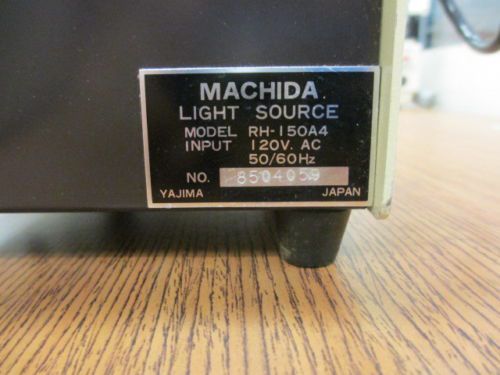 MACHIDA
LIGHT SOURCE
MODEL RH-150A4
INPUT 120V. AC
50/60Hz
NO. 8504059
YAJIMA JAPAN